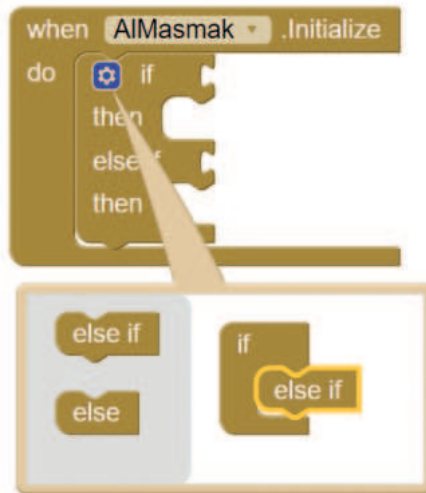 when AlMasmak .Initialize
do if
then
else if
then
else if
if
else if
else